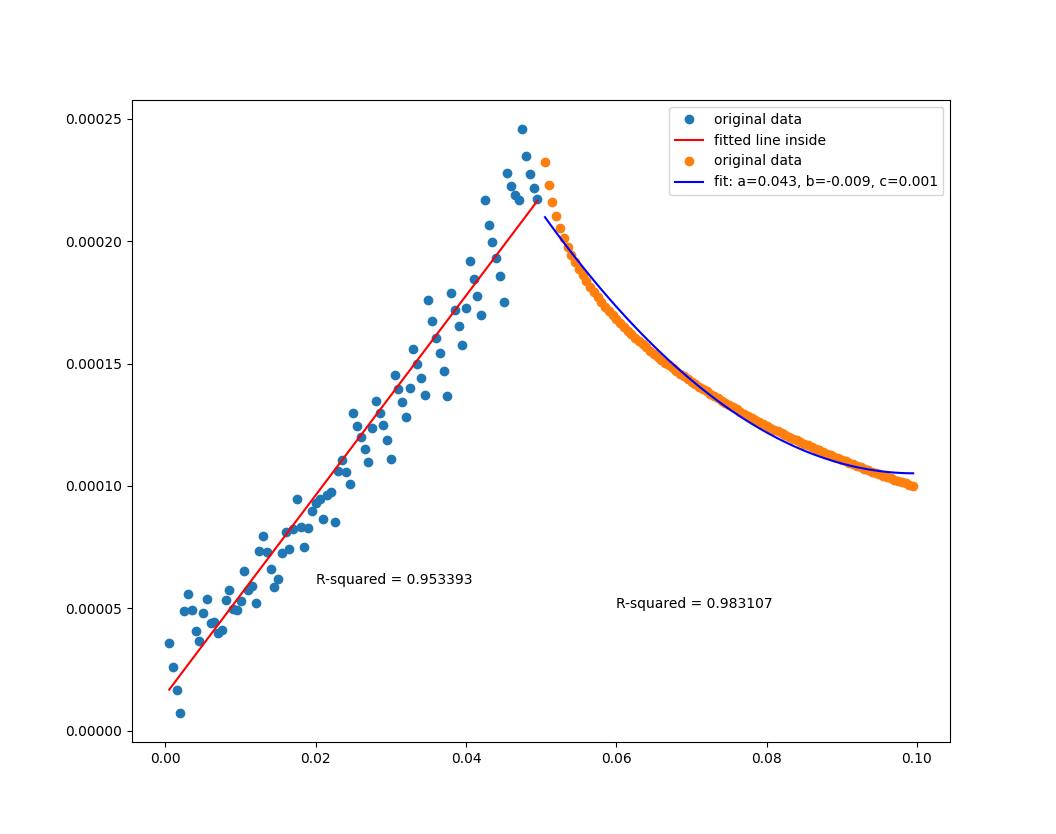 0.00025
0.00020
0.00015
0.00010
0.00005
0.00000
original data
fitted line inside
original data
fit: a=0.043, b=-0.009, c=0.001
R-squared = 0.953393
R-squared = 0.983107
0.00 0.02 0.04 0.06 0.08 0.10